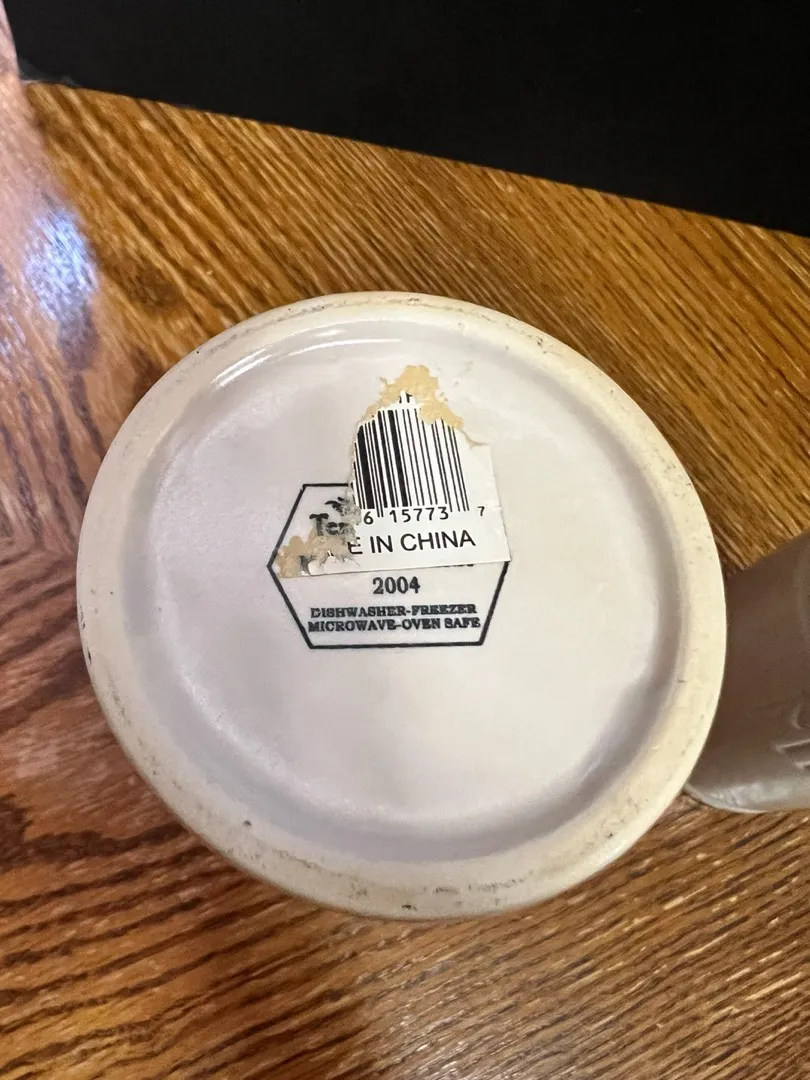 6 15773 7
E IN CHINA
2004
DISHWASHER-FREEZER
MICROWAVE-OVEN SAFE